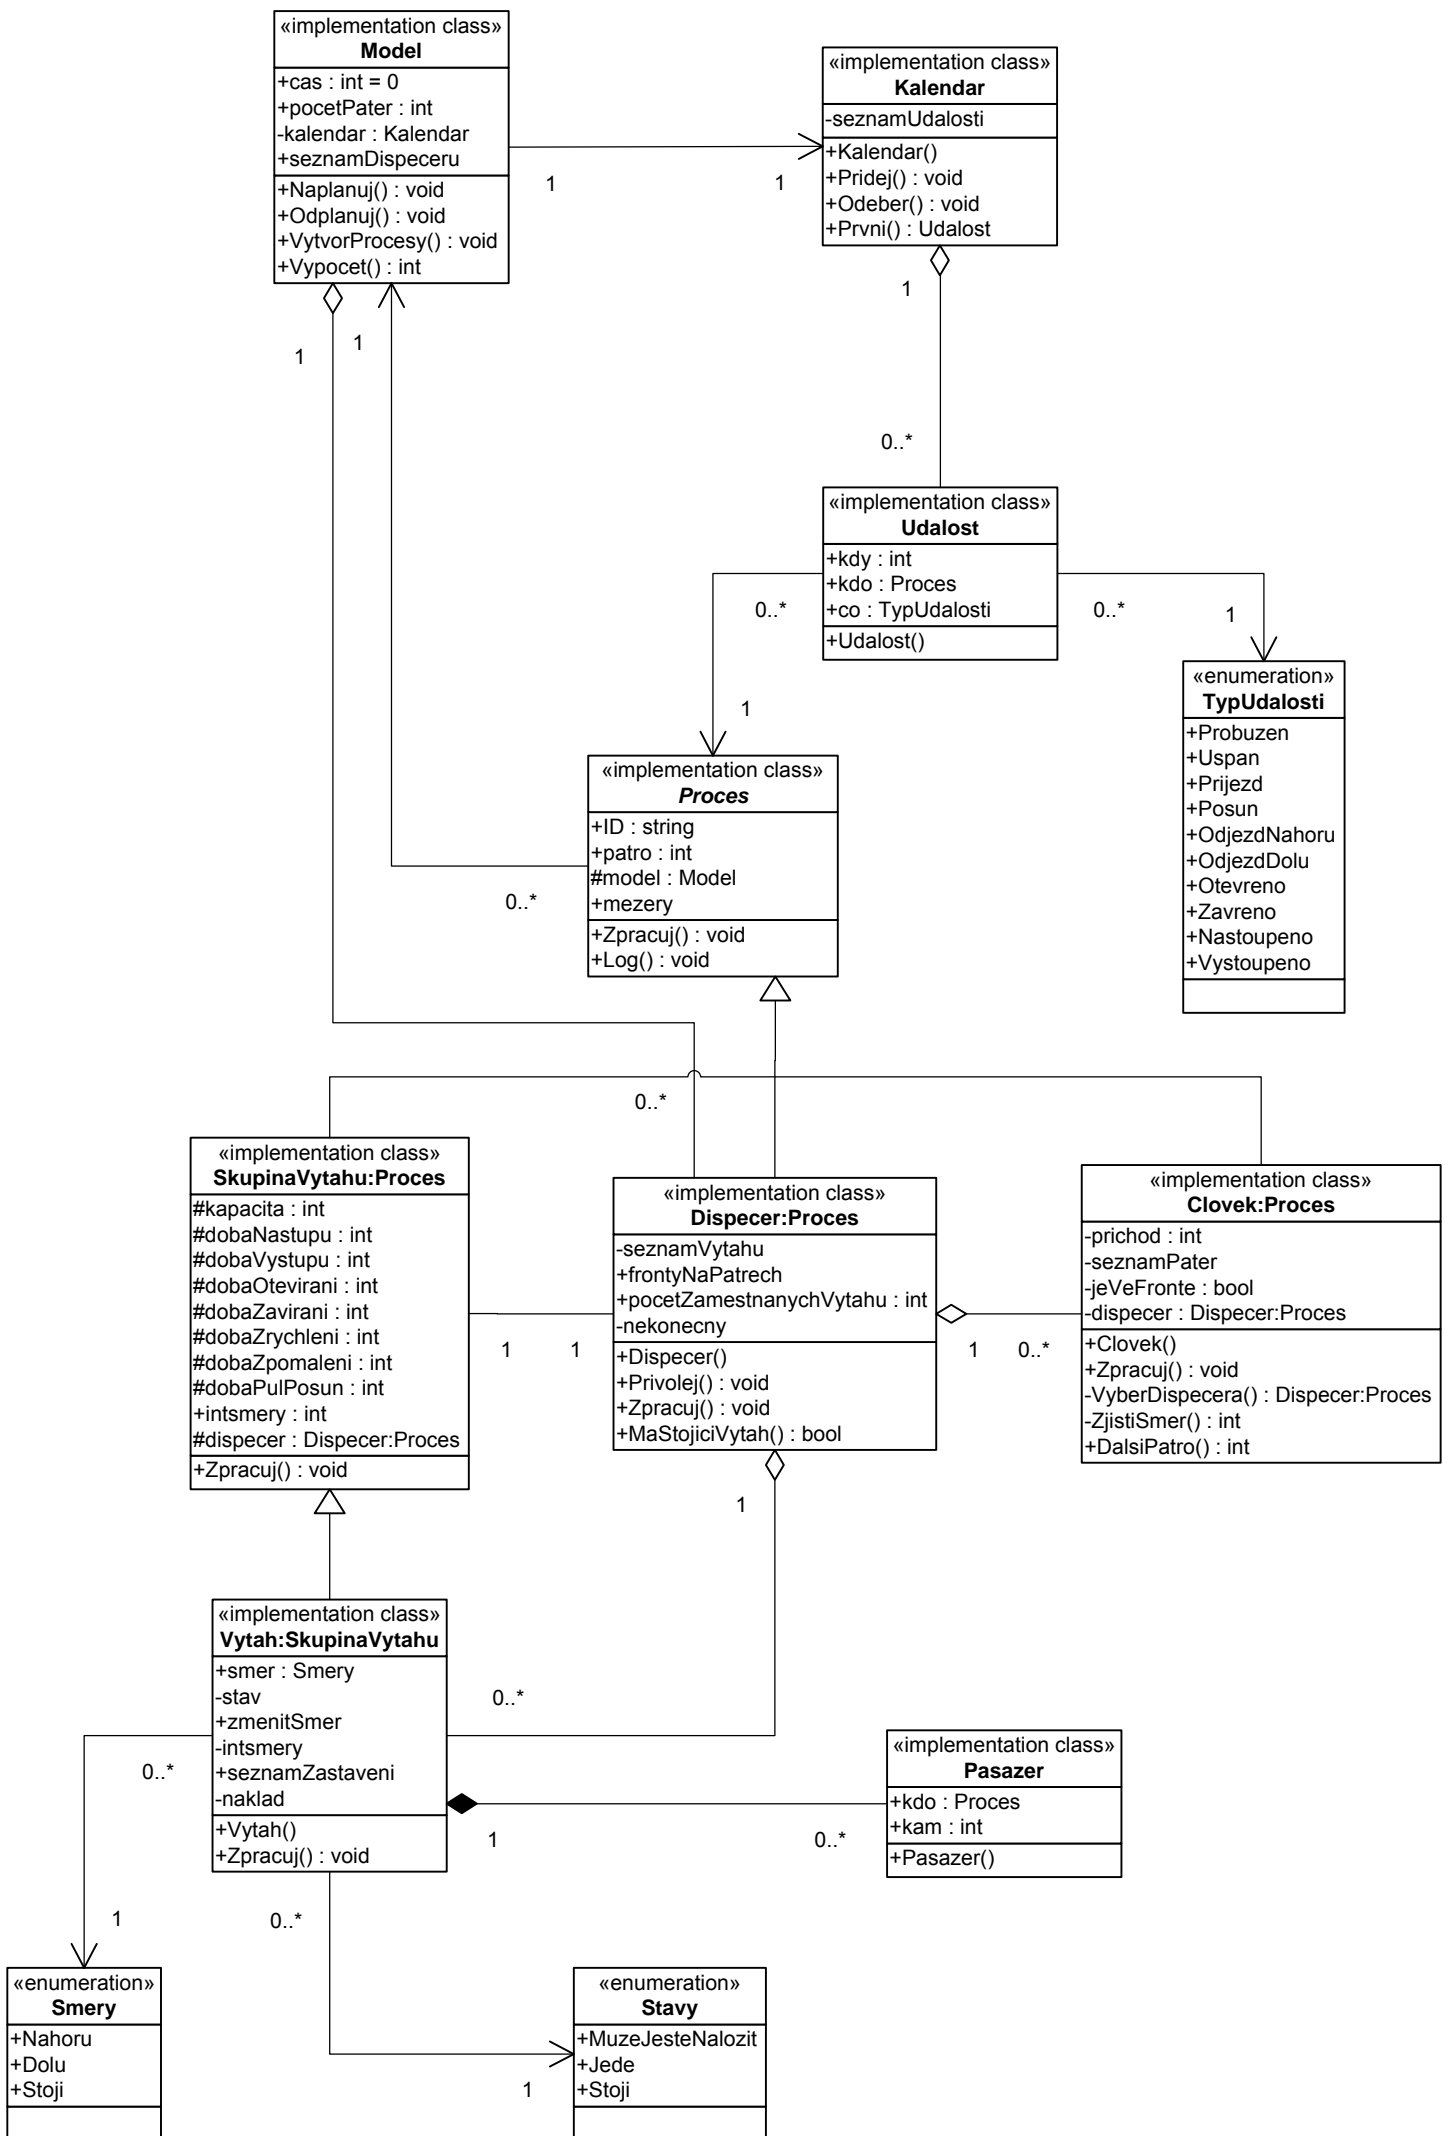 «implementation class»
Model
+cas : int = 0
+pocetPater : int
-kalendar : Kalendar
+seznamDispeceru
+Naplanuj() : void
+Odplanuj() : void
+VytvorProcesy() : void
+Vypocet() : int
«implementation class»
Kalendar
-seznamUdalosti
+Kalendar()
+Pridej() : void
+Odeber() : void
+Prvni() : Udalost
1
1
1
1
1
0..*
«implementation class»
Udalost
+kdy : int
+kdo : Proces
+co : TypUdalosti
+Udalost()
0..*
0..*
1
1
«enumeration»
TypUdalosti
+Probuzen
+Uspan
+Prijezd
+Posun
+OdjezdNahoru
+OdjezdDolu
+Otevreno
+Zavreno
+Nastoupeno
+Vystoupeno
«implementation class»
Proces
+ID : string
+patro : int
#model : Model
+mezery
+Zpracuj() : void
+Log() : void
0..*
0..*
«implementation class»
SkupinaVytahu:Proces
#kapacita : int
#dobaNastupu : int
#dobaVystupu : int
#dobaOtevirani : int
#dobaZavirani : int
#dobaZrychleni : int
#dobaZpomaleni : int
#dobaPulPosun : int
+intsmery : int
#dispecer : Dispecer:Proces
+Zpracuj() : void
1
1
«implementation class»
Dispecer:Proces
-seznamVytahu
+frontyNaPatrech
+pocetZamestnanychVytahu : int
-nekonecny
+Dispecer()
+Privolej() : void
+Zpracuj() : void
+MaStojiciVytah() : bool
1
0..*
«implementation class»
Clovek:Proces
-prichod : int
-seznamPater
-jeVeFronte : bool
-dispecer : Dispecer:Proces
+Clovek()
+Zpracuj() : void
-VyberDispecera() : Dispecer:Proces
-ZjistiSmer() : int
+DalsiPatro() : int
1
«implementation class»
Vytah:SkupinaVytahu
+smer : Smery
-stav
+zmenitSmer
-intsmery
+seznamZastaveni
-naklad
+Vytah()
+Zpracuj() : void
0..*
0..*
1
0..*
«implementation class»
Pasazer
+kdo : Proces
+kam : int
+Pasazer()
1
0..*
«enumeration»
Smery
+Nahoru
+Dolu
+Stoji
1
«enumeration»
Stavy
+MuzeJesteNalozit
+Jede
+Stoji